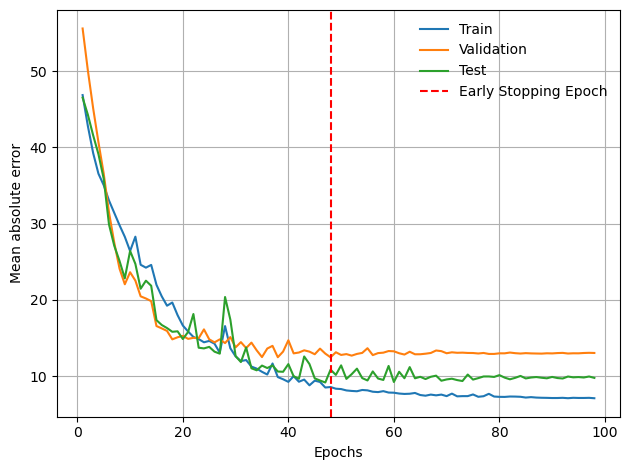 Train
Validation
Test
Early Stopping Epoch
Mean absolute error
50
40
30
20
10
0 20 40 60 80 100
Epochs